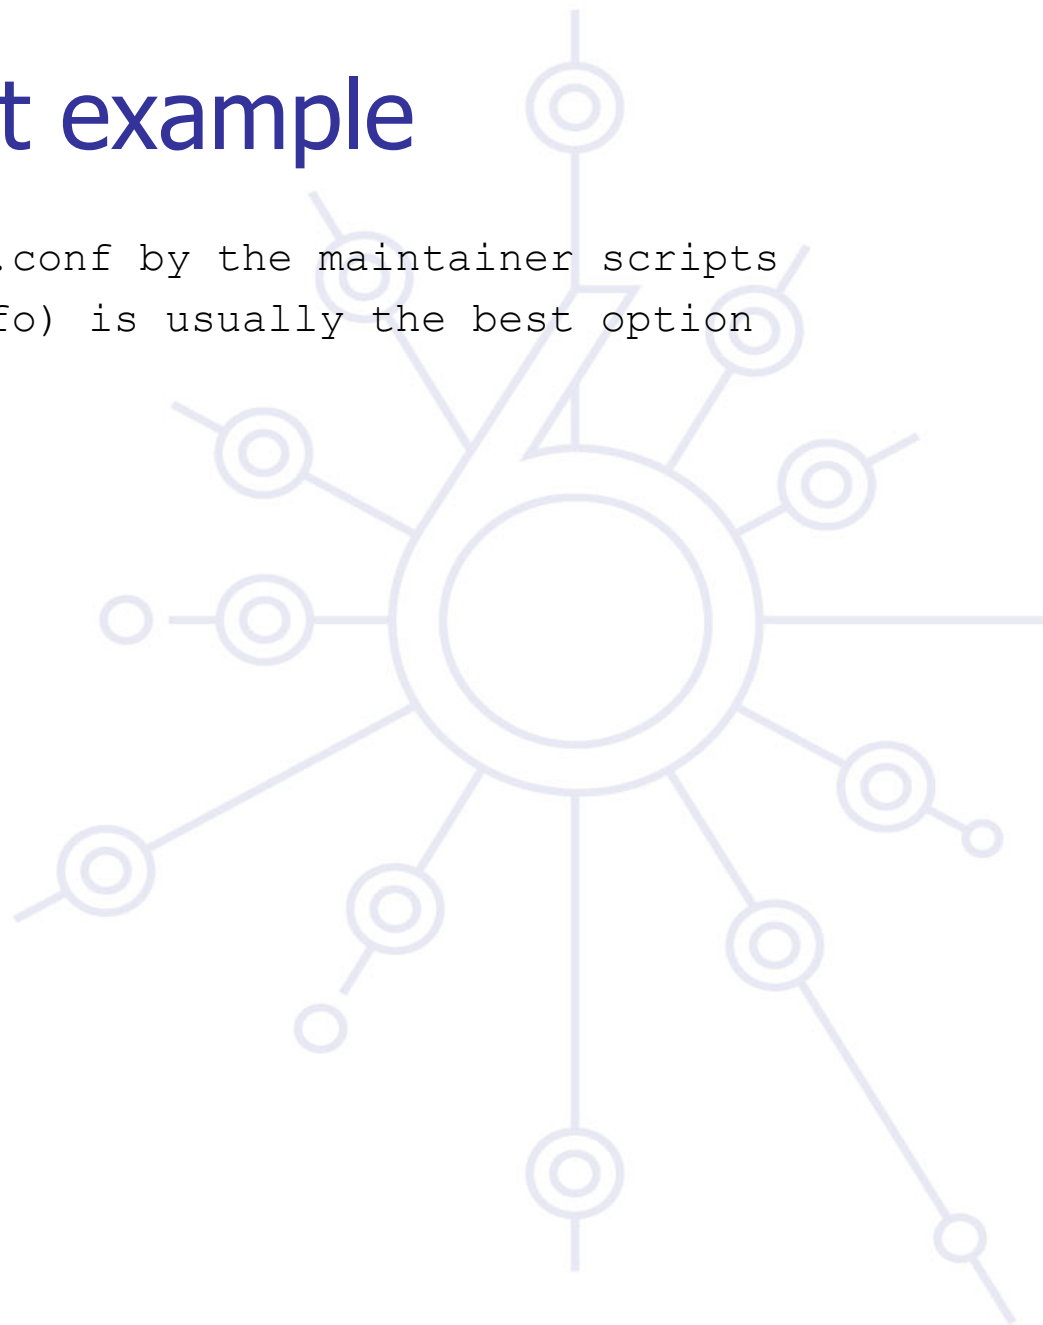 t example
.conf by the maintainer scripts
fo) is usually the best option